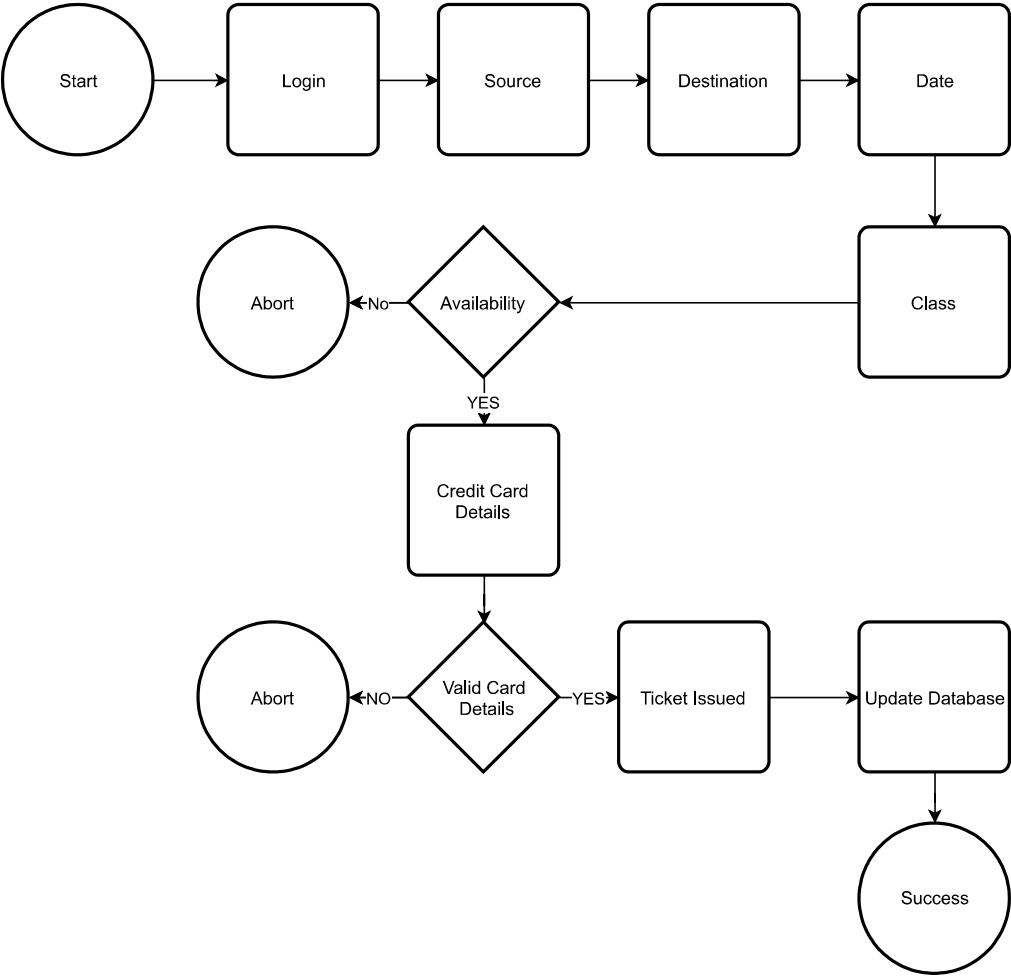 Start
Login
Source
Destination
Date
Abort
No
Availability
Class
YES
Credit Card
Details
Abort
NO
Valid Card
Details
YES
Ticket Issued
Update Database
Success